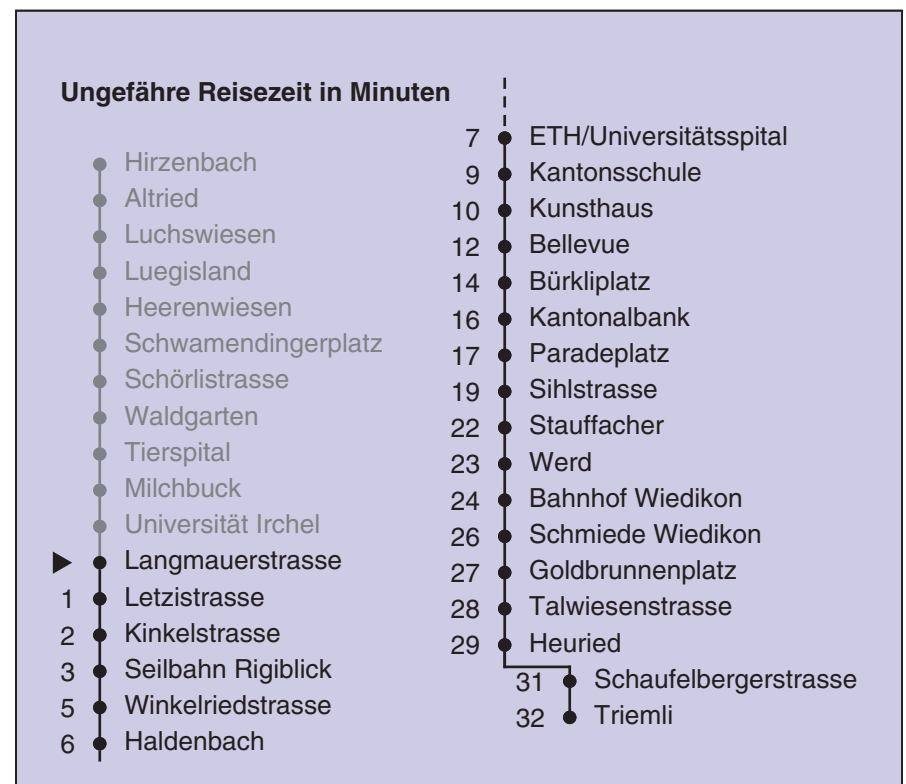 Ungefähre Reisezeit in Minuten
Hirzenbach
Altried
Luchswiesen
Luegisland
Heerenwiesen
Schwamendingerplatz
Schörlistrasse
Waldgarten
Tierspital
Milchbuck
Universität Irchel
Langmauerstrasse
1 Letzistrasse
2 Kinkelstrasse
3 Seilbahn Rigiblick
5 Winkelriedstrasse
6 Haldenbach
7 ETH/Universitätsspital
9 Kantonsschule
10 Kunsthaus
12 Bellevue
14 Bürkliplatz
16 Kantonalbank
17 Paradeplatz
19 Sihlstrasse
22 Stauffacher
23 Werd
24 Bahnhof Wiedikon
26 Schmiede Wiedikon
27 Goldbrunnenplatz
28 Talwiesenstrasse
29 Heuried
31 Schaufelbergerstrasse
32 Triemli